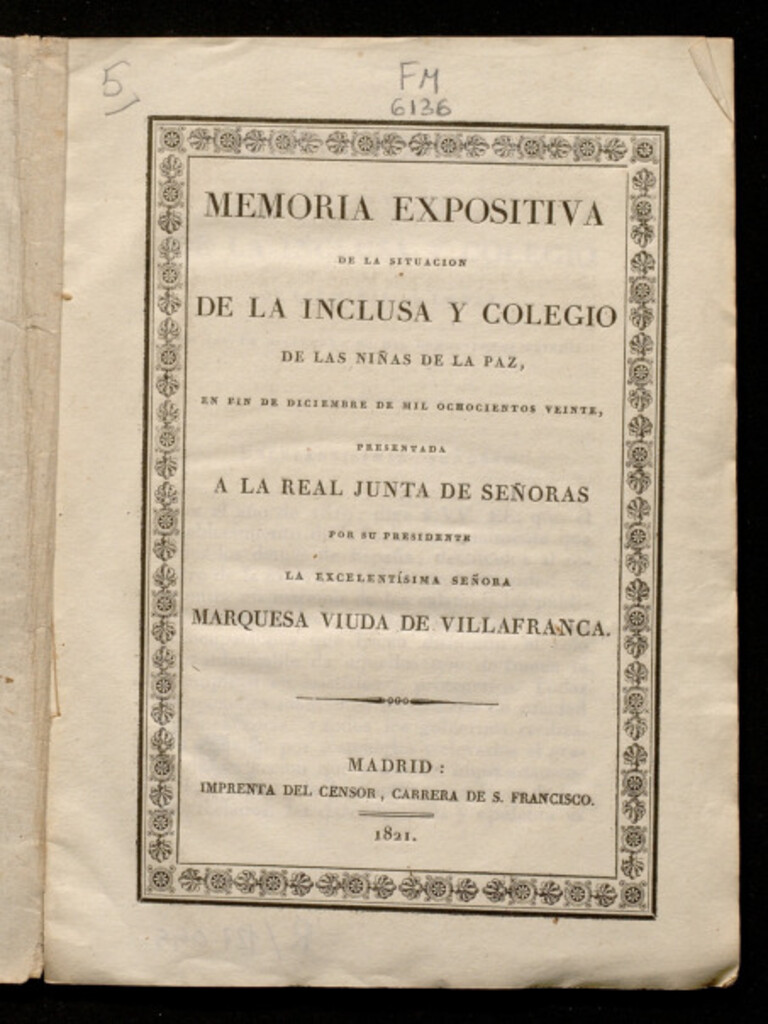 5
FM
6136
MEMORIA EXPOSITIVA
DE LA SITUACION
DE LA INCLUSA Y COLEGIO
DE LAS NIÑAS DE LA PAZ,
EN FIN DE DICIEMBRE DE MIL OCHOCIENTOS VEINTE,
PRESENTADA
A LA REAL JUNTA DE SEÑORAS
POR SU PRESIDENTE
LA EXCELENTÍSIMA SEÑORA
MARQUESA VIUDA DE VILLAFRANCA.
MADRID:
IMPRENTA DEL CENSOR, CARRERA DE S. FRANCISCO.
1821.